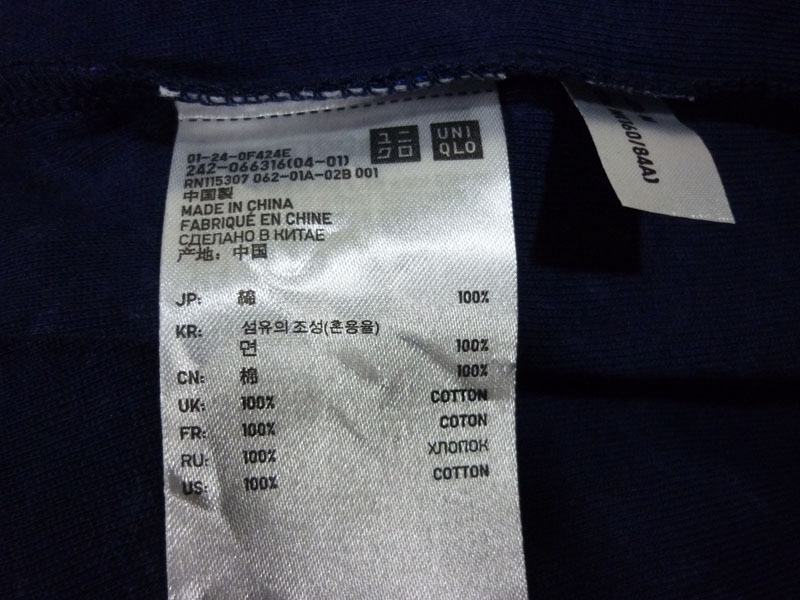 ユニ
クロ
UNI
QLO
01-24-0F424E
242-066316(04-01)
RN115307 062-01A-02B 001
中国製
MADE IN CHINA
FABRIQUÉ EN CHINE
СДЕЛАНО В КИТАЕ
产地: 中国
JP: 綿 100%
KR: 섬유의 조성(혼용율)
면 100%
CN: 棉 100%
UK: 100% COTTON
FR: 100% COTON
RU: 100% ХЛОПОК
US: 100% COTTON
160/84A)